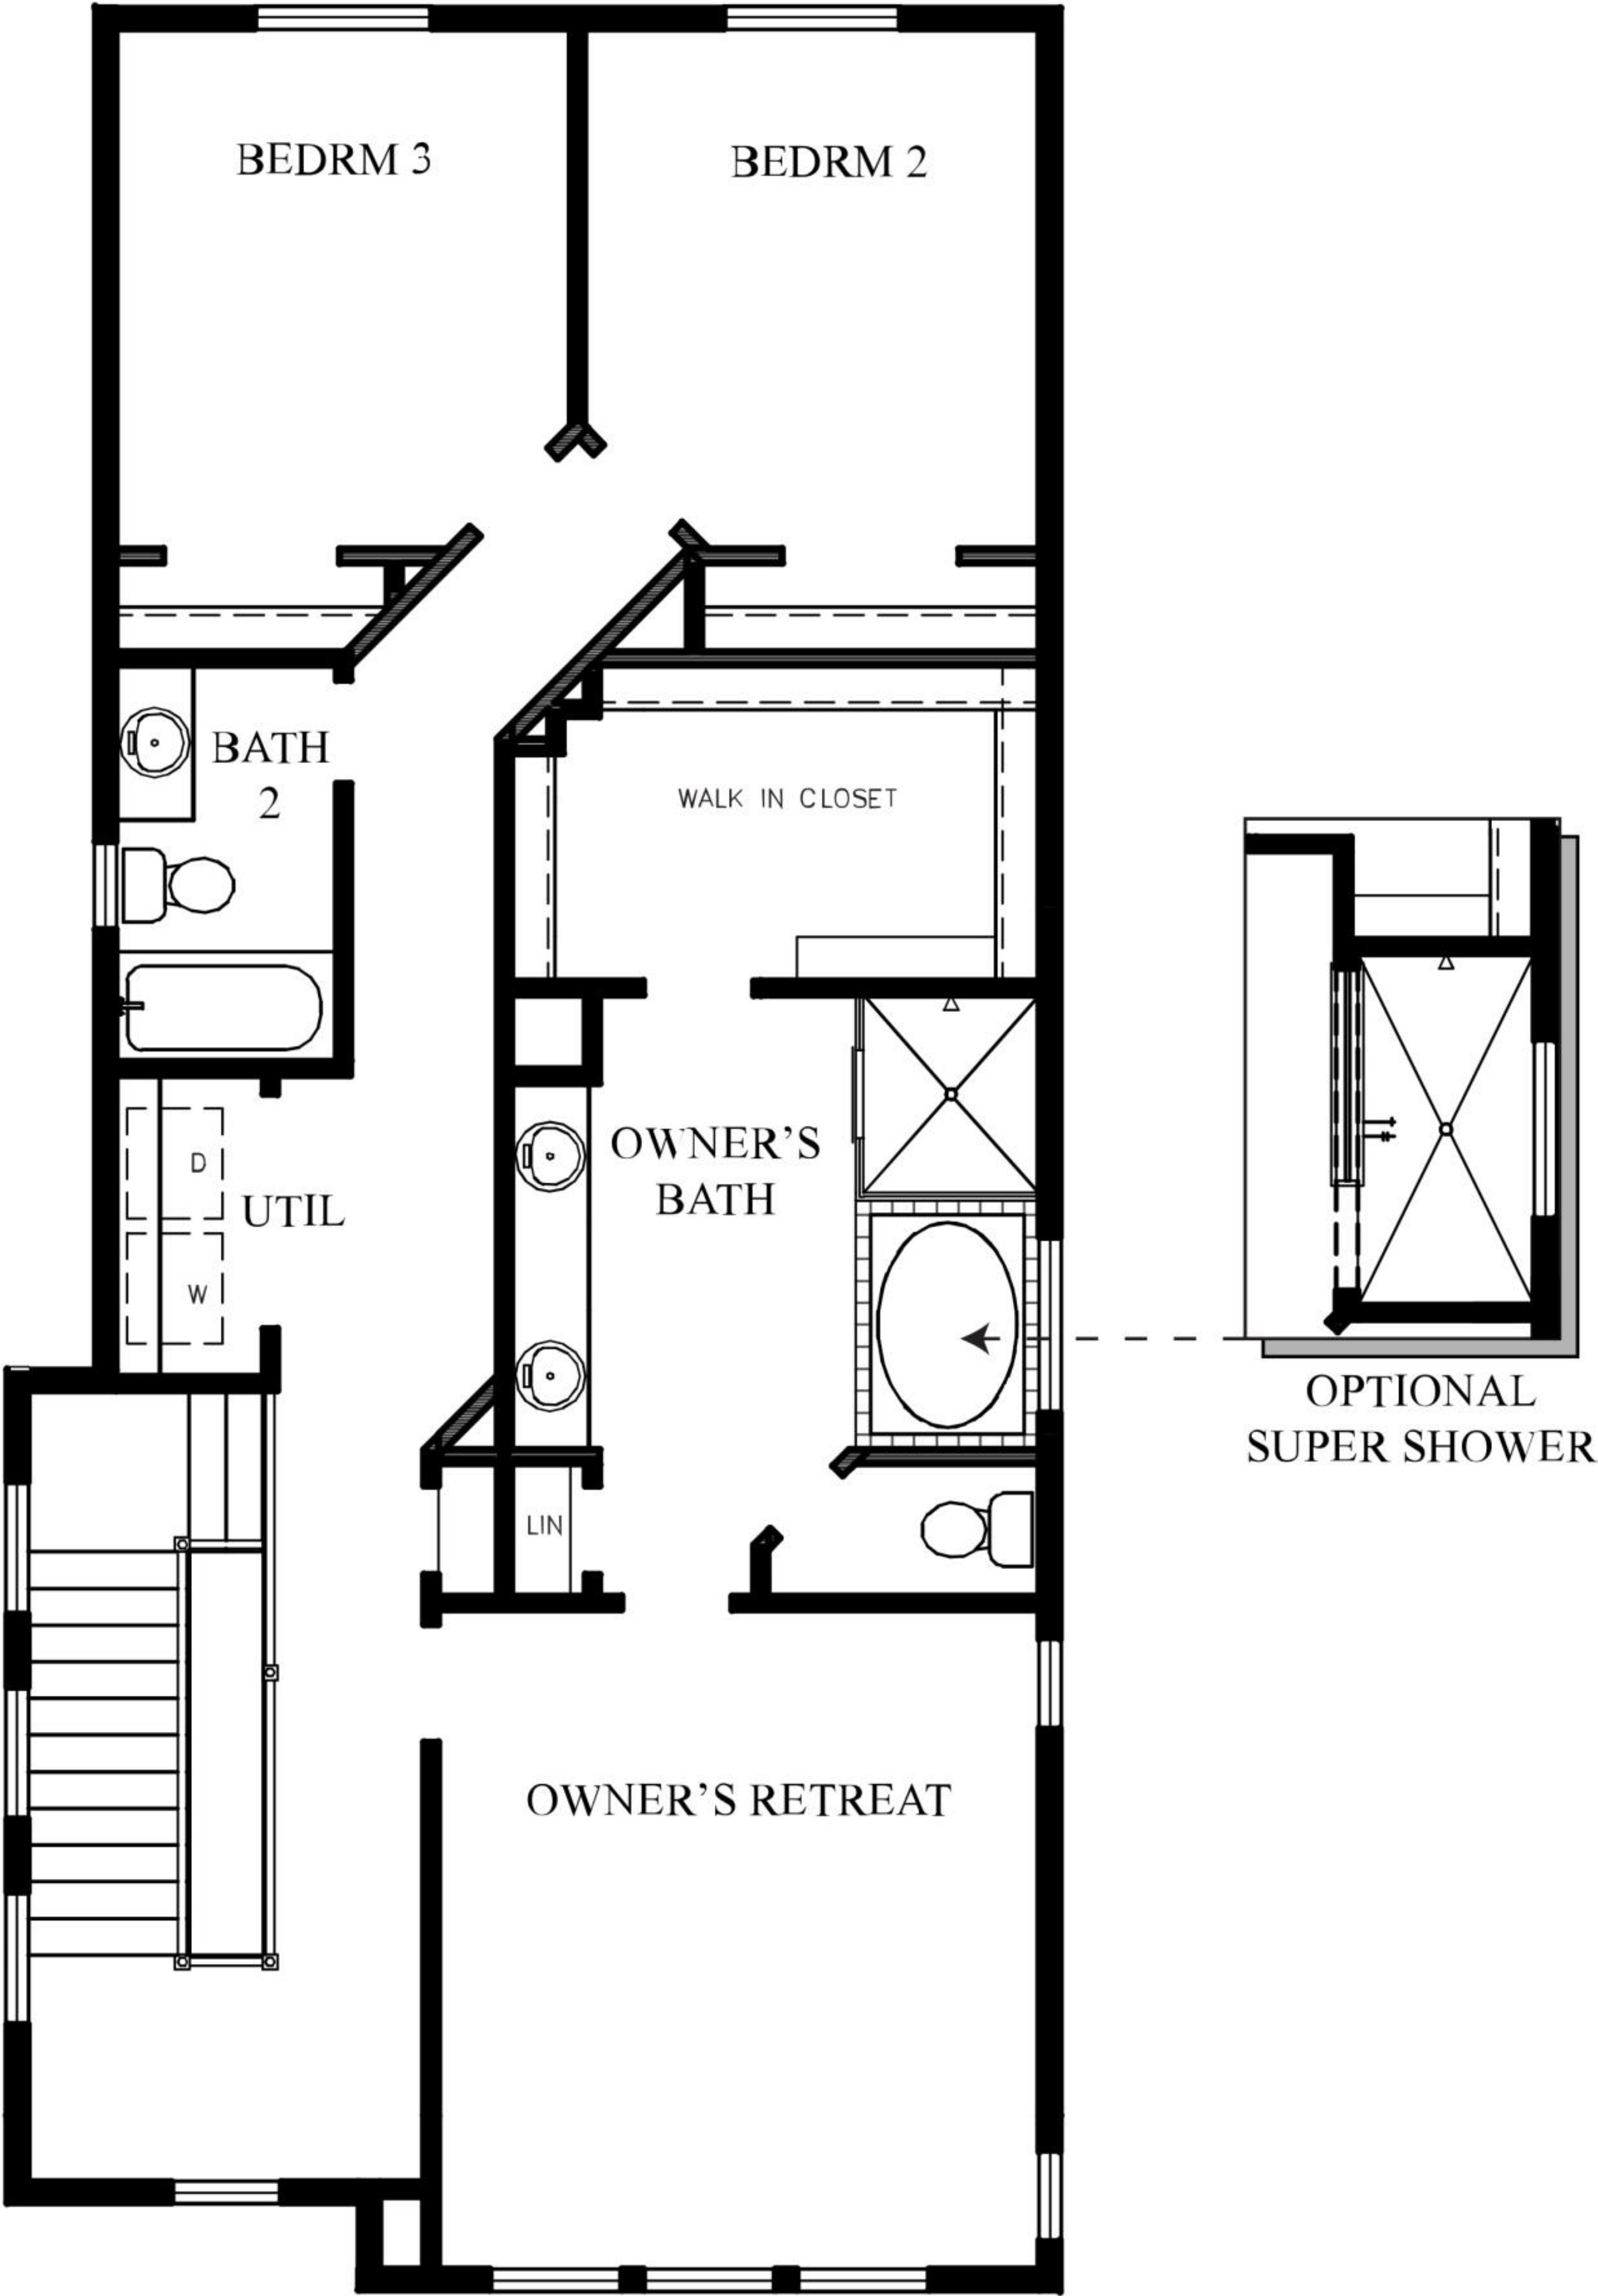 BEDRM 3
BEDRM 2
BATH
2
WALK IN CLOSET
D
UTIL
W
OWNER'S
BATH
OPTIONAL
SUPER SHOWER
LIN
OWNER'S RETREAT